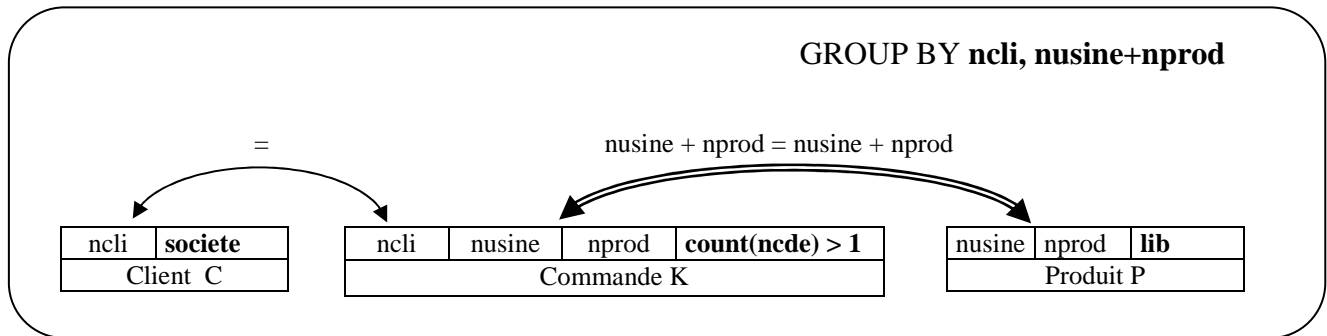 GROUP BY ncli, nusine+nprod
=
nusine + nprod = nusine + nprod
ncli societe
Client C
ncli nusine nprod count(ncde) > 1
Commande K
nusine nprod lib
Produit P